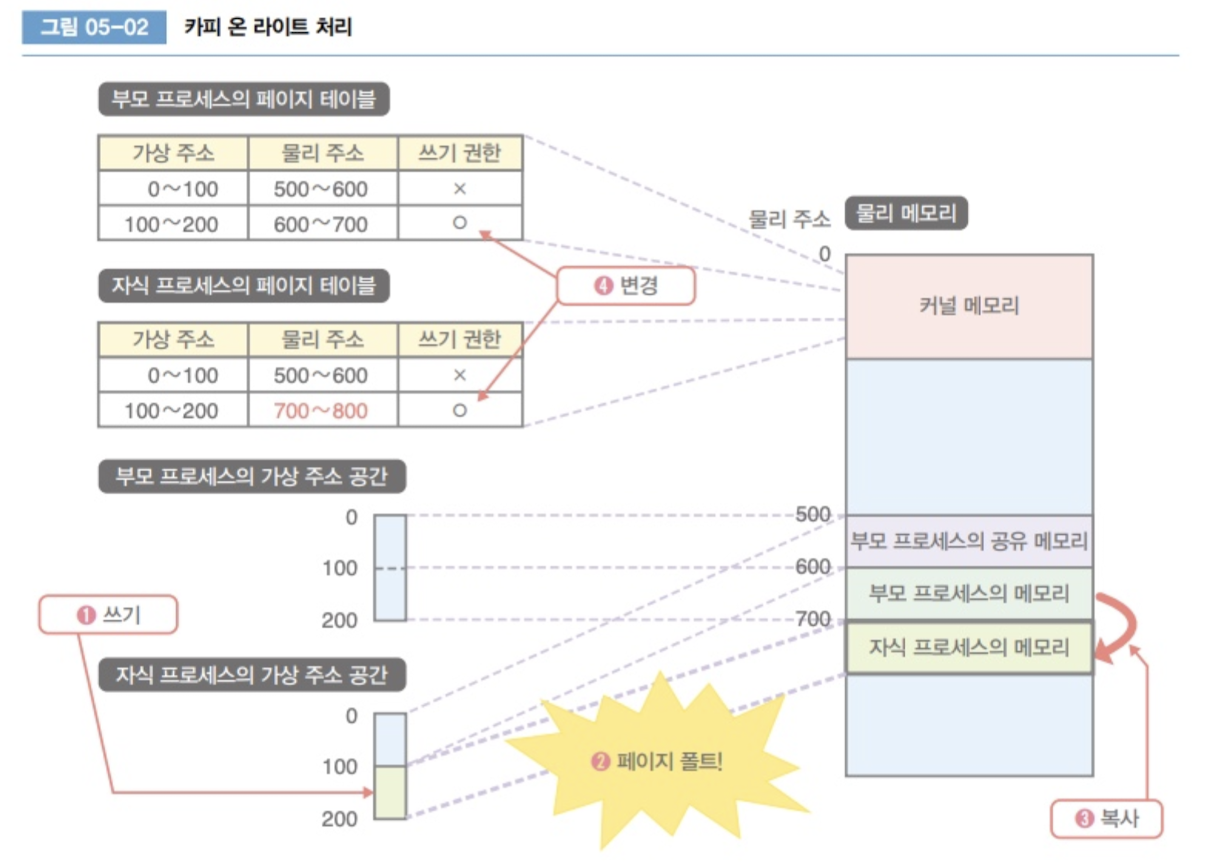 그림 05-02 카피 온 라이트 처리
부모 프로세스의 페이지 테이블
가상 주소 물리 주소 쓰기 권한
0~100 500~600 ×
100~200 600~700 ○
자식 프로세스의 페이지 테이블
가상 주소 물리 주소 쓰기 권한
0~100 500~600 ×
100~200 700~800 ○
❹ 변경
물리 주소 물리 메모리
0
커널 메모리
500
부모 프로세스의 공유 메모리
600
부모 프로세스의 메모리
700
자식 프로세스의 메모리
부모 프로세스의 가상 주소 공간
0
100
200
❶ 쓰기
자식 프로세스의 가상 주소 공간
0
100
200
❷ 페이지 폴트!
❸ 복사